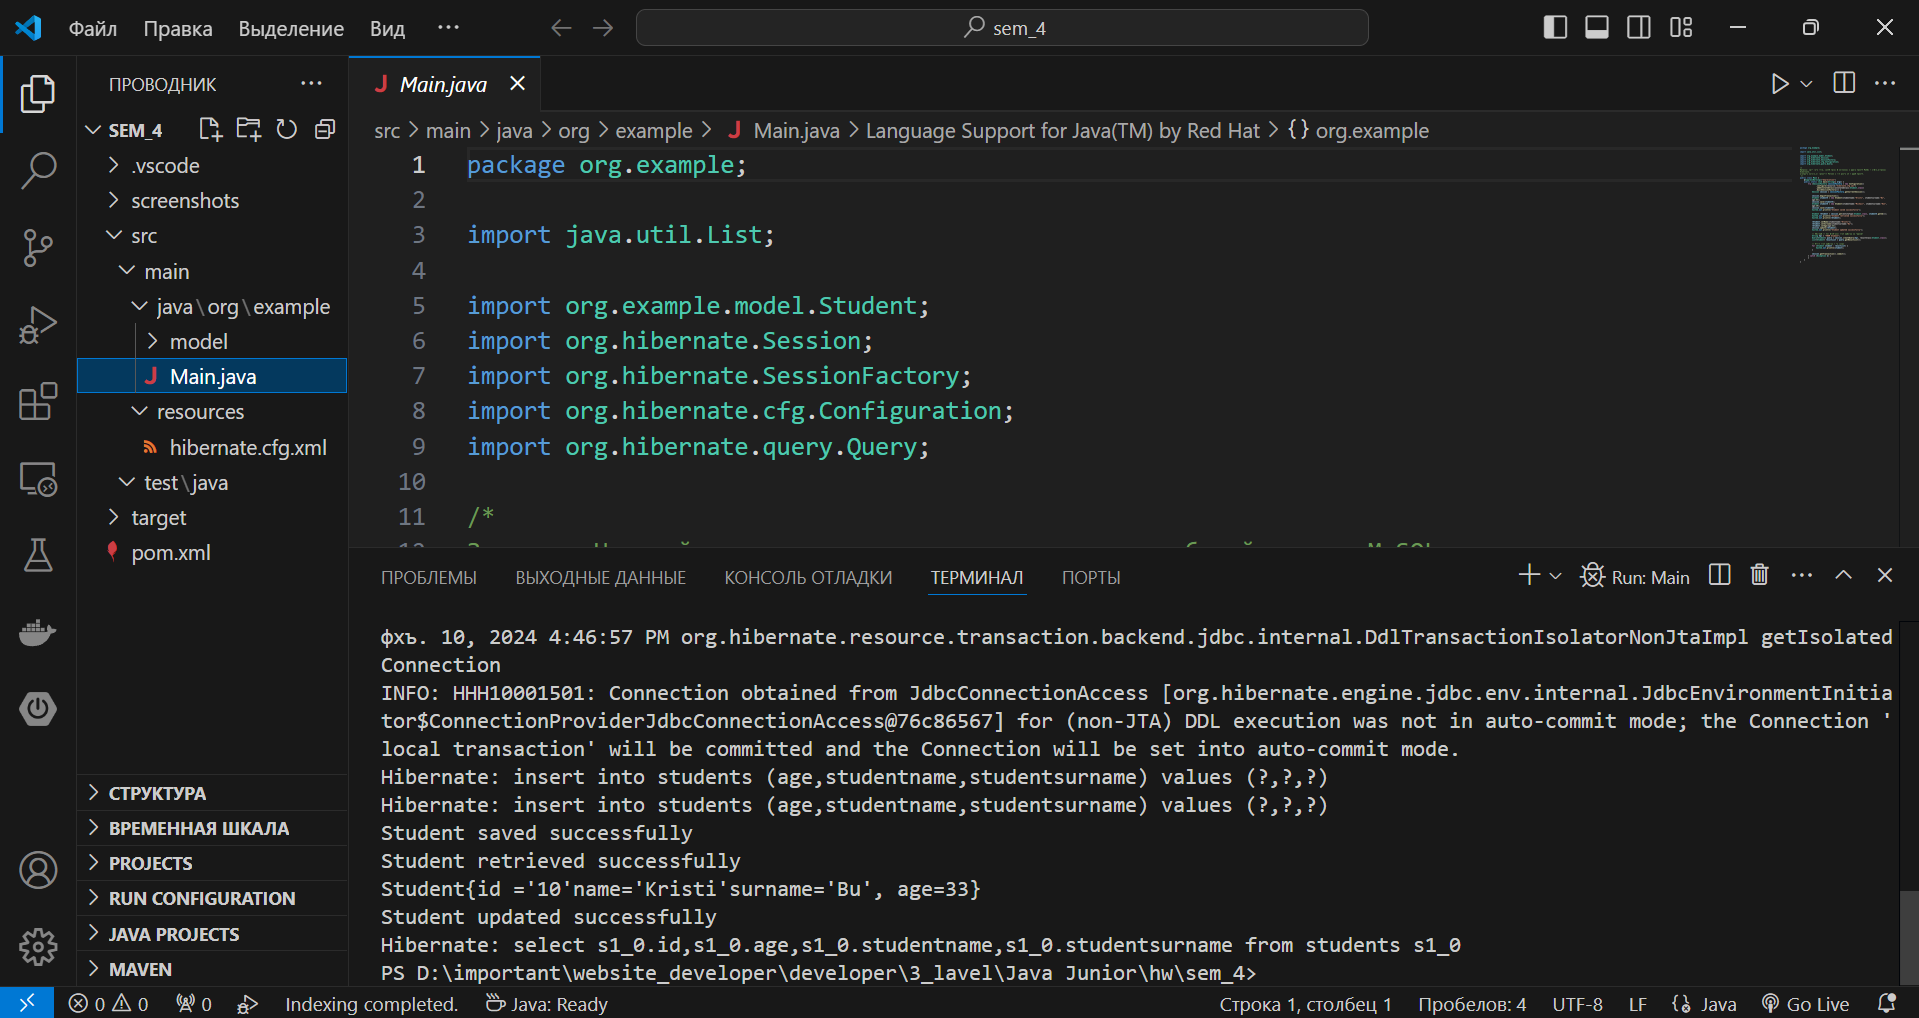 Файл Правка Выделение Вид ··· sem_4
ПРОВОДНИК ···
SEM_4
.vscode
screenshots
src
main
java\org\example
model
J Main.java
resources
hibernate.cfg.xml
test\java
target
pom.xml
СТРУКТУРА
ВРЕМЕННАЯ ШКАЛА
PROJECTS
RUN CONFIGURATION
JAVA PROJECTS
MAVEN
J Main.java
src > main > java > org > example > J Main.java > Language Support for Java(TM) by Red Hat > {} org.example
1 package org.example;
2
3 import java.util.List;
4
5 import org.example.model.Student;
6 import org.hibernate.Session;
7 import org.hibernate.SessionFactory;
8 import org.hibernate.cfg.Configuration;
9 import org.hibernate.query.Query;
10
11 /*
ПРОБЛЕМЫ ВЫХОДНЫЕ ДАННЫЕ КОНСОЛЬ ОТЛАДКИ ТЕРМИНАЛ ПОРТЫ Run: Main ···
фхъ. 10, 2024 4:46:57 PM org.hibernate.resource.transaction.backend.jdbc.internal.DdlTransactionIsolatorNonJtaImpl getIsolated
Connection
INFO: HHH10001501: Connection obtained from JdbcConnectionAccess [org.hibernate.engine.jdbc.env.internal.JdbcEnvironmentInitia
tor$ConnectionProviderJdbcConnectionAccess@76c86567] for (non-JTA) DDL execution was not in auto-commit mode; the Connection '
local transaction' will be committed and the Connection will be set into auto-commit mode.
Hibernate: insert into students (age,studentname,studentsurname) values (?,?,?)
Hibernate: insert into students (age,studentname,studentsurname) values (?,?,?)
Student saved successfully
Student retrieved successfully
Student{id ='10'name='Kristi'surname='Bu', age=33}
Student updated successfully
Hibernate: select s1_0.id,s1_0.age,s1_0.studentname,s1_0.studentsurname from students s1_0
PS D:\important\website_developer\developer\3_lavel\Java Junior\hw\sem_4>
0 0 0 Indexing completed. Java: Ready Строка 1, столбец 1 Пробелов: 4 UTF-8 LF Java Go Live